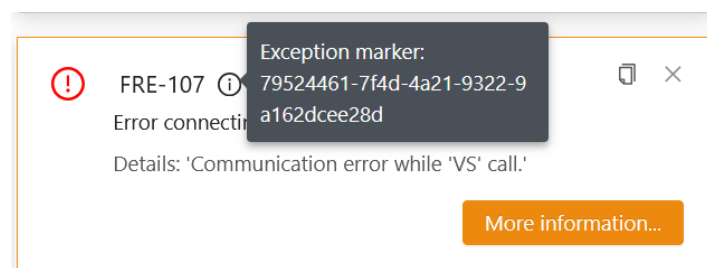 Exception marker:
79524461-7f4d-4a21-9322-9
a162dcee28d
FRE-107
Error
Details: 'Communication error while 'VS' call.'
More information...